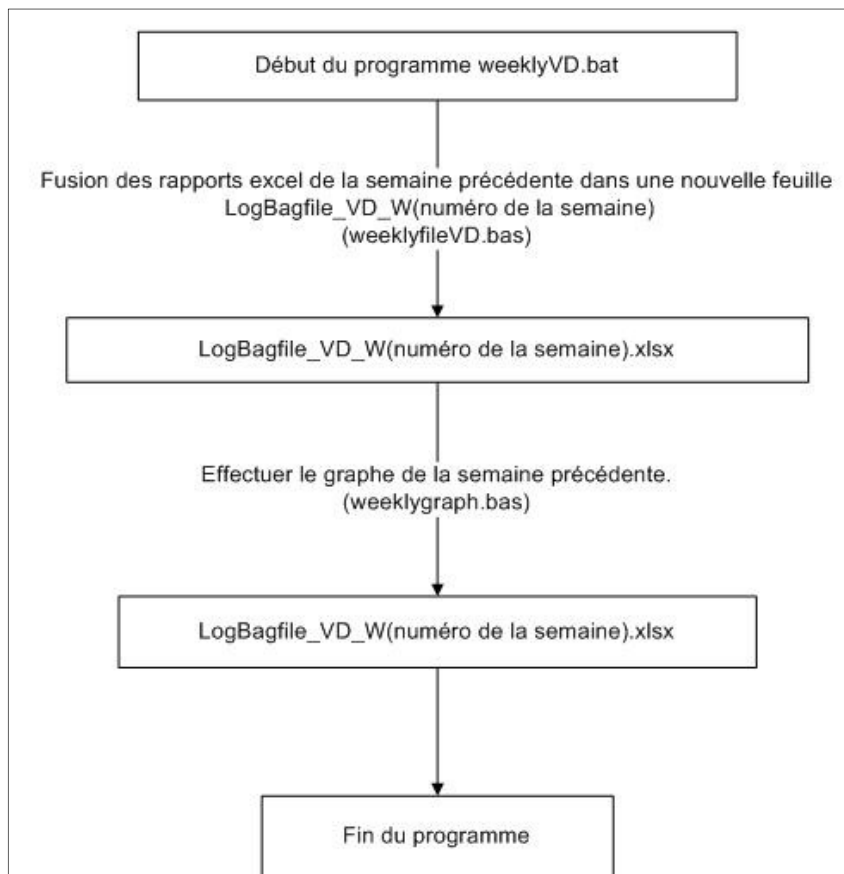 Début du programme weeklyVD.bat
Fusion des rapports excel de la semaine précédente dans une nouvelle feuille
LogBagfile_VD_W(numéro de la semaine)
(weeklyfileVD.bas)
LogBagfile_VD_W(numéro de la semaine).xlsx
Effectuer le graphe de la semaine précédente.
(weeklygraph.bas)
LogBagfile_VD_W(numéro de la semaine).xlsx
Fin du programme